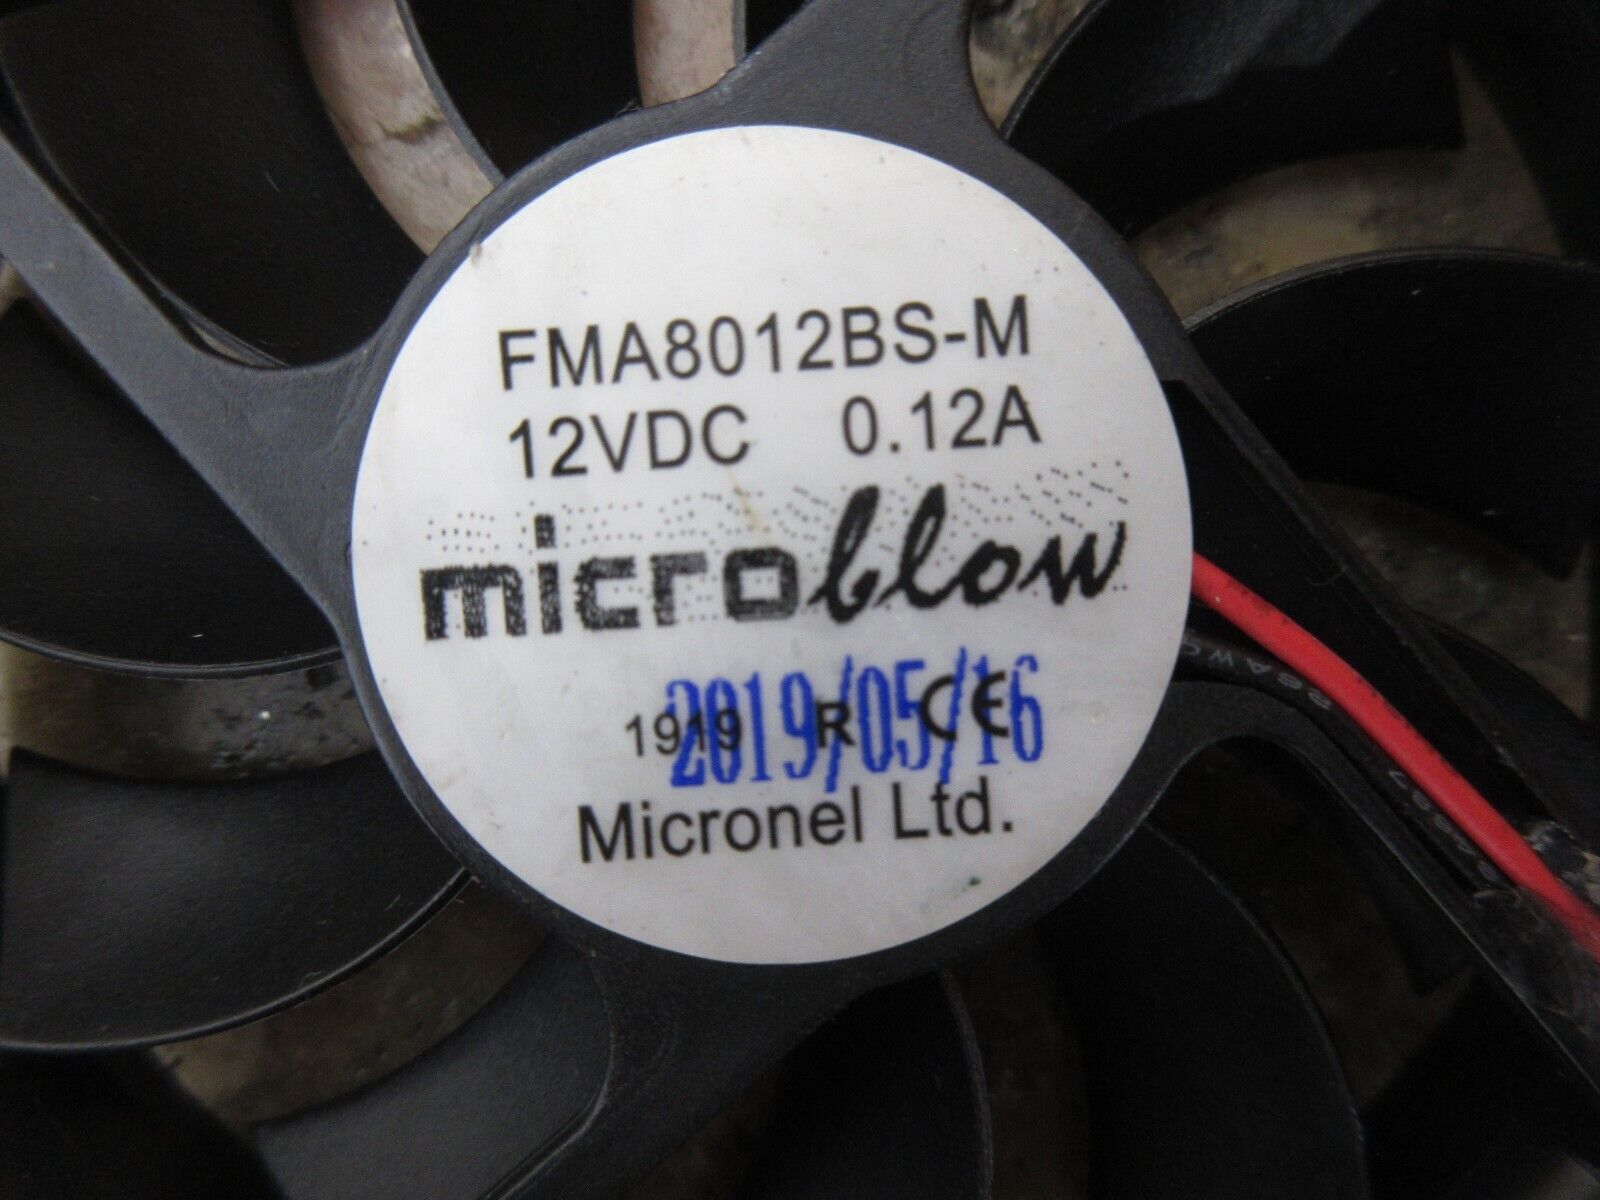 FMA8012BS-M
12VDC 0.12A
microblow
1919 R CE
2019/05/16
Micronel Ltd.